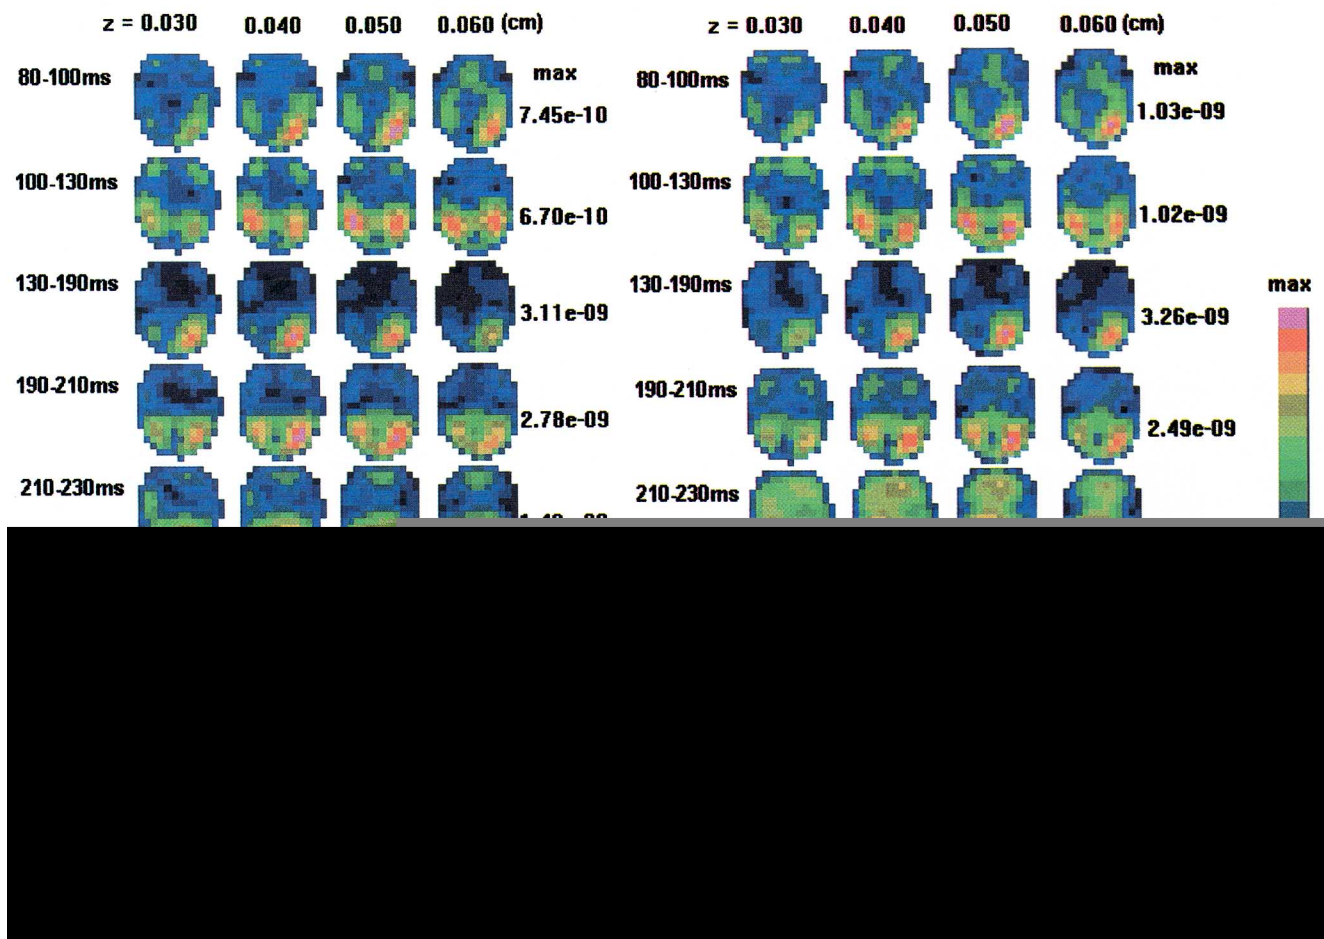 z = 0.030 0.040 0.050 0.060 (cm)
80-100ms
max
7.45e-10
100-130ms
6.70e-10
130-190ms
3.11e-09
190-210ms
2.78e-09
210-230ms
z = 0.030 0.040 0.050 0.060 (cm)
80-100ms
max
1.03e-09
100-130ms
1.02e-09
130-190ms
3.26e-09
190-210ms
2.49e-09
210-230ms
max